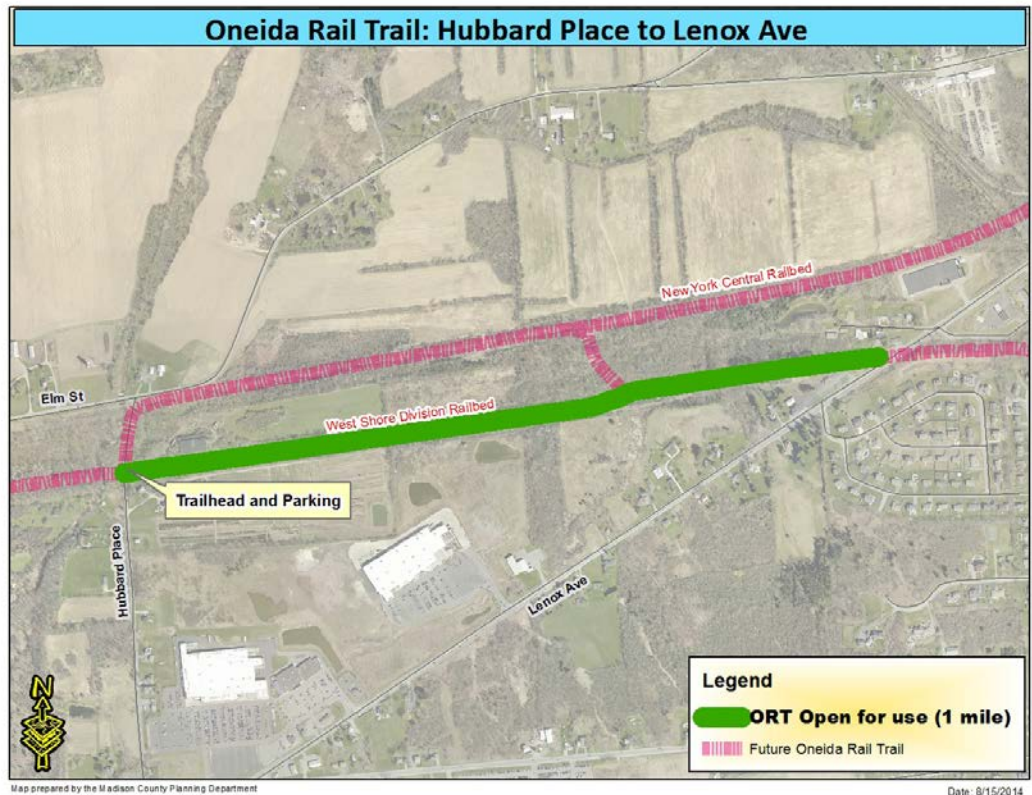 Oneida Rail Trail: Hubbard Place to Lenox Ave
New York Central Railbed
Elm St
West Shore Division Railbed
Trailhead and Parking
Hubbard Place
Lenox Ave
N
Legend
ORT Open for use (1 mile)
Future Oneida Rail Trail
Map prepared by the Madison County Planning Department
Date: 8/15/2014